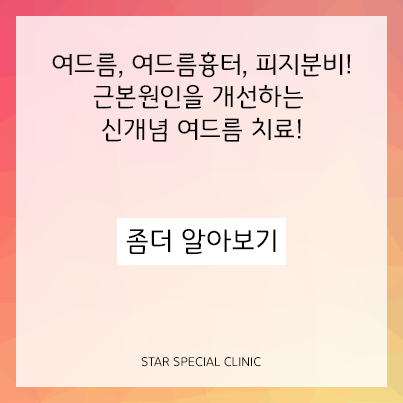 여드름, 여드름흉터, 피지분비!
근본원인을 개선하는
신개념 여드름 치료!
좀더 알아보기
STAR SPECIAL CLINIC